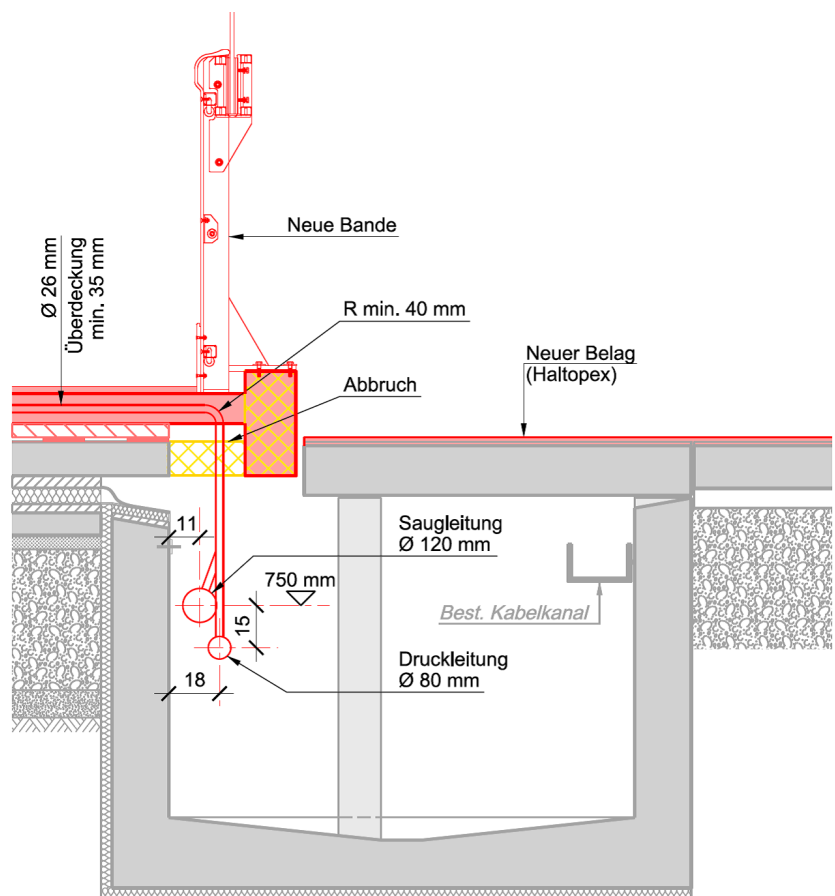 Neue Bande
Ø 26 mm
Überdeckung
min. 35 mm
R min. 40 mm
Neuer Belag
(Haltopex)
Abbruch
11
Saugleitung
Ø 120 mm
750 mm
15
Best. Kabelkanal
Druckleitung
Ø 80 mm
18